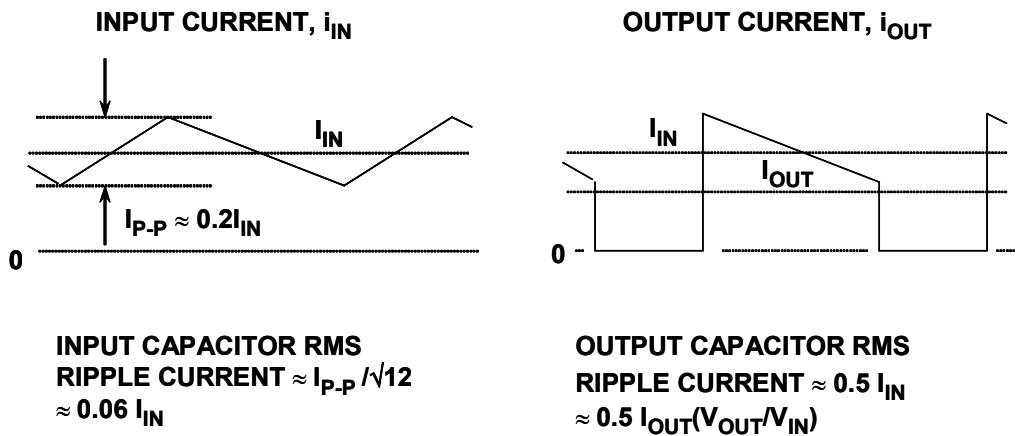 INPUT CURRENT, iIN
IIN
IP-P ≈ 0.2IIN
0
INPUT CAPACITOR RMS
RIPPLE CURRENT ≈ IP-P /√12
≈ 0.06 IIN
OUTPUT CURRENT, iOUT
IIN
IOUT
0
OUTPUT CAPACITOR RMS
RIPPLE CURRENT ≈ 0.5 IIN
≈ 0.5 IOUT(VOUT/VIN)